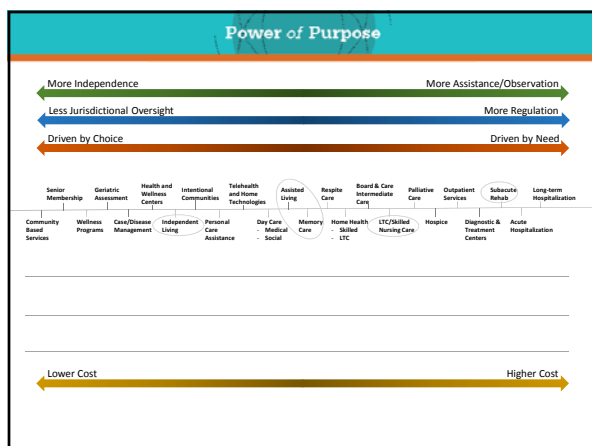 Power of Purpose
More Independence More Assistance/Observation
Less Jurisdictional Oversight More Regulation
Driven by Choice Driven by Need
Senior
Membership
Geriatric
Assessment
Health and
Wellness
Centers
Intentional
Communities
Telehealth
and Home
Technologies
Assisted
Living
Respite
Care
Board & Care
Intermediate
Care
Palliative
Care
Outpatient
Services
Subacute
Rehab
Long-term
Hospitalization
Community
Based
Services
Wellness
Programs
Case/Disease
Management
Independent
Living
Personal
Care
Assistance
Day Care
- Medical
- Social
Memory
Care
Home Health
- Skilled
- LTC
LTC/Skilled
Nursing Care
Hospice
Diagnostic &
Treatment
Centers
Acute
Hospitalization
Lower Cost Higher Cost